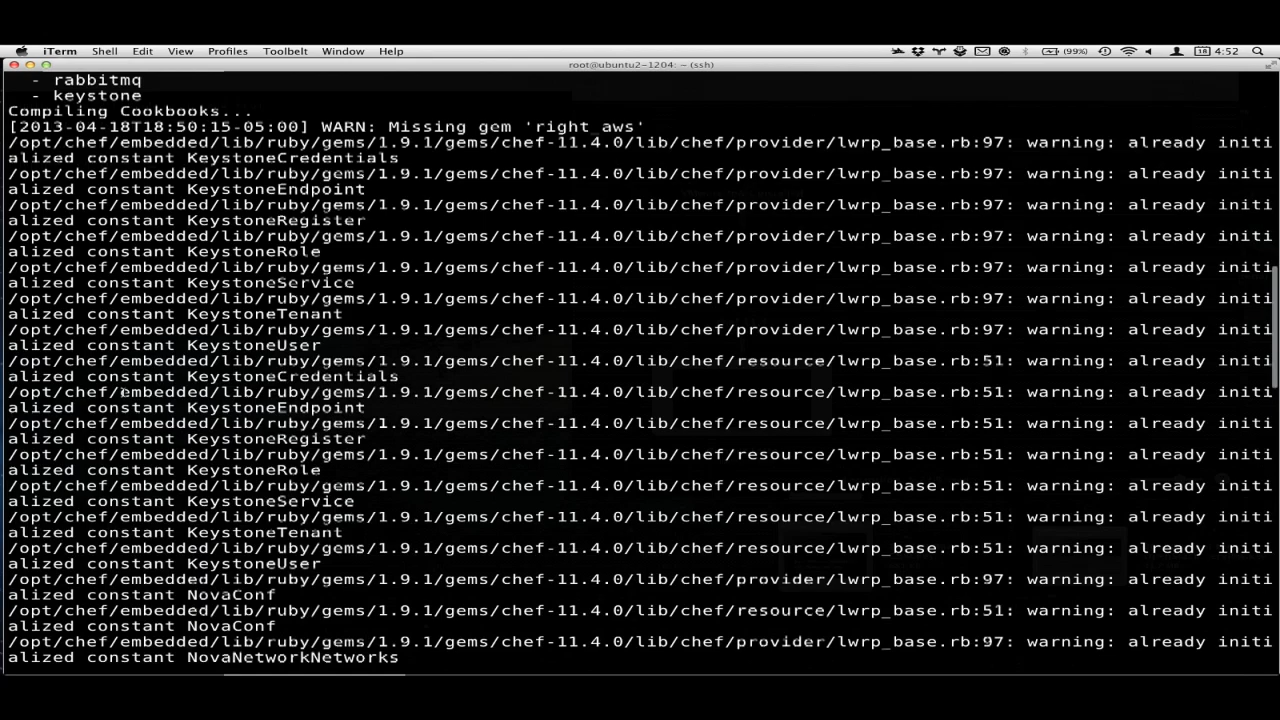 iTerm Shell Edit View Profiles Toolbelt Window Help (99%) 18 4:52
root@ubuntu2-1204: ~ (ssh)
- rabbitmq
- keystone
Compiling Cookbooks...
[2013-04-18T18:50:15-05:00] WARN: Missing gem 'right_aws'
/opt/chef/embedded/lib/ruby/gems/1.9.1/gems/chef-11.4.0/lib/chef/provider/lwrp_base.rb:97: warning: already initi
alized constant KeystoneCredentials
/opt/chef/embedded/lib/ruby/gems/1.9.1/gems/chef-11.4.0/lib/chef/provider/lwrp_base.rb:97: warning: already initi
alized constant KeystoneEndpoint
/opt/chef/embedded/lib/ruby/gems/1.9.1/gems/chef-11.4.0/lib/chef/provider/lwrp_base.rb:97: warning: already initi
alized constant KeystoneRegister
/opt/chef/embedded/lib/ruby/gems/1.9.1/gems/chef-11.4.0/lib/chef/provider/lwrp_base.rb:97: warning: already initi
alized constant KeystoneRole
/opt/chef/embedded/lib/ruby/gems/1.9.1/gems/chef-11.4.0/lib/chef/provider/lwrp_base.rb:97: warning: already initi
alized constant KeystoneService
/opt/chef/embedded/lib/ruby/gems/1.9.1/gems/chef-11.4.0/lib/chef/provider/lwrp_base.rb:97: warning: already initi
alized constant KeystoneTenant
/opt/chef/embedded/lib/ruby/gems/1.9.1/gems/chef-11.4.0/lib/chef/provider/lwrp_base.rb:97: warning: already initi
alized constant KeystoneUser
/opt/chef/embedded/lib/ruby/gems/1.9.1/gems/chef-11.4.0/lib/chef/resource/lwrp_base.rb:51: warning: already initi
alized constant KeystoneCredentials
/opt/chef/embedded/lib/ruby/gems/1.9.1/gems/chef-11.4.0/lib/chef/resource/lwrp_base.rb:51: warning: already initi
alized constant KeystoneEndpoint
/opt/chef/embedded/lib/ruby/gems/1.9.1/gems/chef-11.4.0/lib/chef/resource/lwrp_base.rb:51: warning: already initi
alized constant KeystoneRegister
/opt/chef/embedded/lib/ruby/gems/1.9.1/gems/chef-11.4.0/lib/chef/resource/lwrp_base.rb:51: warning: already initi
alized constant KeystoneRole
/opt/chef/embedded/lib/ruby/gems/1.9.1/gems/chef-11.4.0/lib/chef/resource/lwrp_base.rb:51: warning: already initi
alized constant KeystoneService
/opt/chef/embedded/lib/ruby/gems/1.9.1/gems/chef-11.4.0/lib/chef/resource/lwrp_base.rb:51: warning: already initi
alized constant KeystoneTenant
/opt/chef/embedded/lib/ruby/gems/1.9.1/gems/chef-11.4.0/lib/chef/resource/lwrp_base.rb:51: warning: already initi
alized constant KeystoneUser
/opt/chef/embedded/lib/ruby/gems/1.9.1/gems/chef-11.4.0/lib/chef/provider/lwrp_base.rb:97: warning: already initi
alized constant NovaConf
/opt/chef/embedded/lib/ruby/gems/1.9.1/gems/chef-11.4.0/lib/chef/resource/lwrp_base.rb:51: warning: already initi
alized constant NovaConf
/opt/chef/embedded/lib/ruby/gems/1.9.1/gems/chef-11.4.0/lib/chef/provider/lwrp_base.rb:97: warning: already initi
alized constant NovaNetworkNetworks